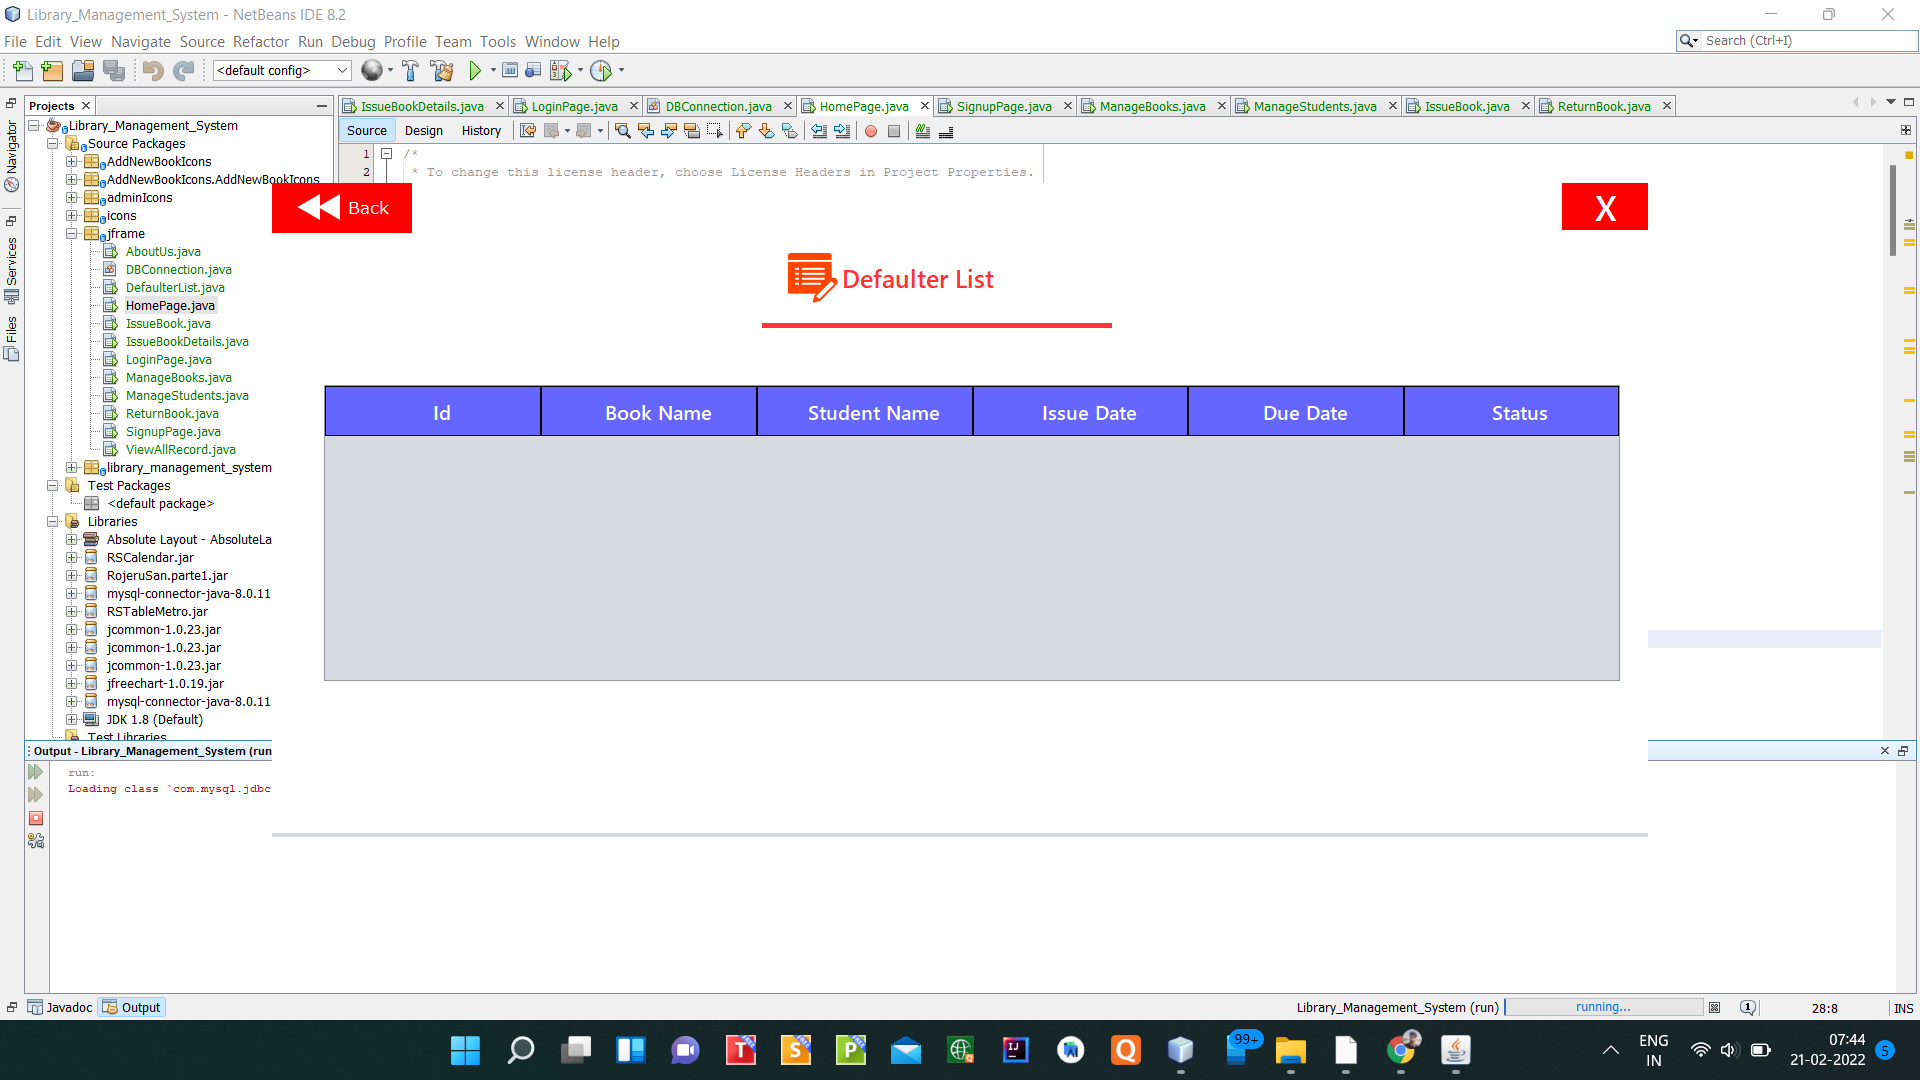 Library_Management_System - NetBeans IDE 8.2
File Edit View Navigate Source Refactor Run Debug Profile Team Tools Window Help
Search (Ctrl+I)
<default config>
Projects
IssueBookDetails.java
LoginPage.java
DBConnection.java
HomePage.java
SignupPage.java
ManageBooks.java
ManageStudents.java
IssueBook.java
ReturnBook.java
Source Design History
Navigator
Services
Files
Library_Management_System
Source Packages
AddNewBookIcons
AddNewBookIcons.AddNewBookIcons
adminIcons
icons
jframe
AboutUs.java
DBConnection.java
DefaulterList.java
HomePage.java
IssueBook.java
IssueBookDetails.java
LoginPage.java
ManageBooks.java
ManageStudents.java
ReturnBook.java
SignupPage.java
ViewAllRecord.java
library_management_system
Test Packages
<default package>
Libraries
Absolute Layout - AbsoluteLa
RSCalendar.jar
RojeruSan.parte1.jar
mysql-connector-java-8.0.11
RSTableMetro.jar
jcommon-1.0.23.jar
jcommon-1.0.23.jar
jcommon-1.0.23.jar
jfreechart-1.0.19.jar
mysql-connector-java-8.0.11
JDK 1.8 (Default)
Test Libraries
1 /*
2 * To change this license header, choose License Headers in Project Properties.
Back
X
Defaulter List
Id Book Name Student Name Issue Date Due Date Status
Output - Library_Management_System (run
run:
Loading class `com.mysql.jdbc
Javadoc Output
Library_Management_System (run)
running...
1
28:8
INS
T S P
IJ
Q
99+
ENG
IN
07:44
21-02-2022
5